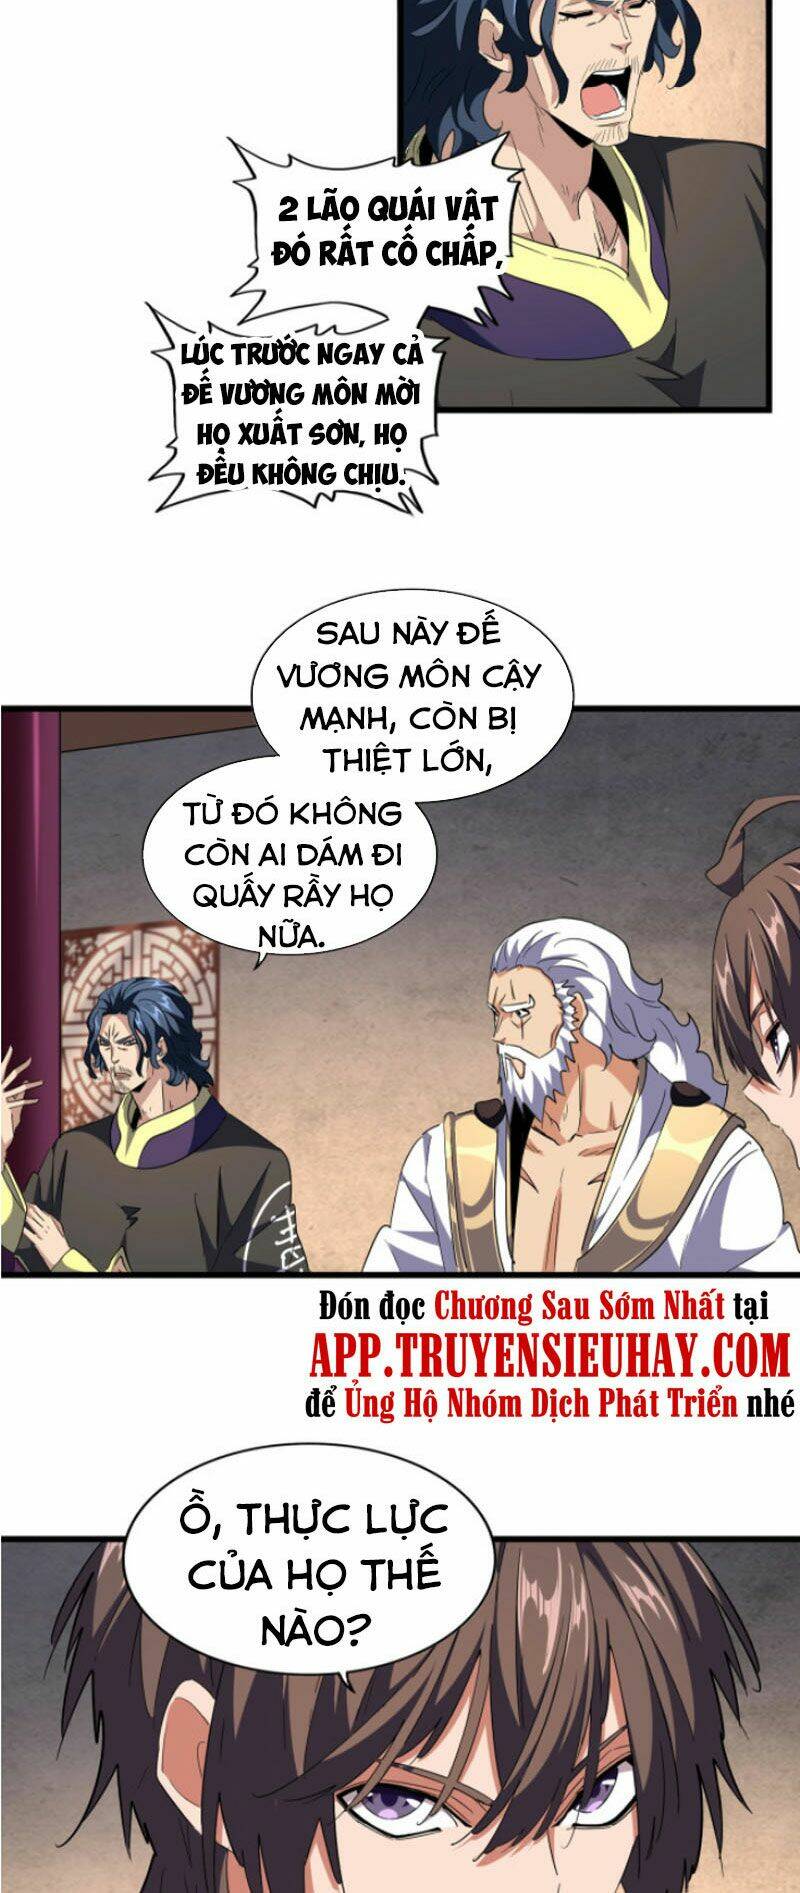 2 LÃO QUÁI VẬT
ĐÓ RẤT CỐ CHẤP,
LÚC TRƯỚC NGAY CẢ
ĐẾ VƯƠNG MÔN MỜI
HỌ XUẤT SƠN, HỌ
ĐỀU KHÔNG CHỊU.
SAU NÀY ĐẾ
VƯƠNG MÔN CẬY
MẠNH, CÒN BỊ
THIỆT LỚN,
TỪ ĐÓ KHÔNG
CÒN AI DÁM ĐI
QUẤY RẦY HỌ
NỮA.
Đón đọc Chương Sau Sớm Nhất tại
APP.TRUYENSIEUHAY.COM
để Ủng Hộ Nhóm Dịch Phát Triển nhé
Ồ, THỰC LỰC
CỦA HỌ THẾ
NÀO?